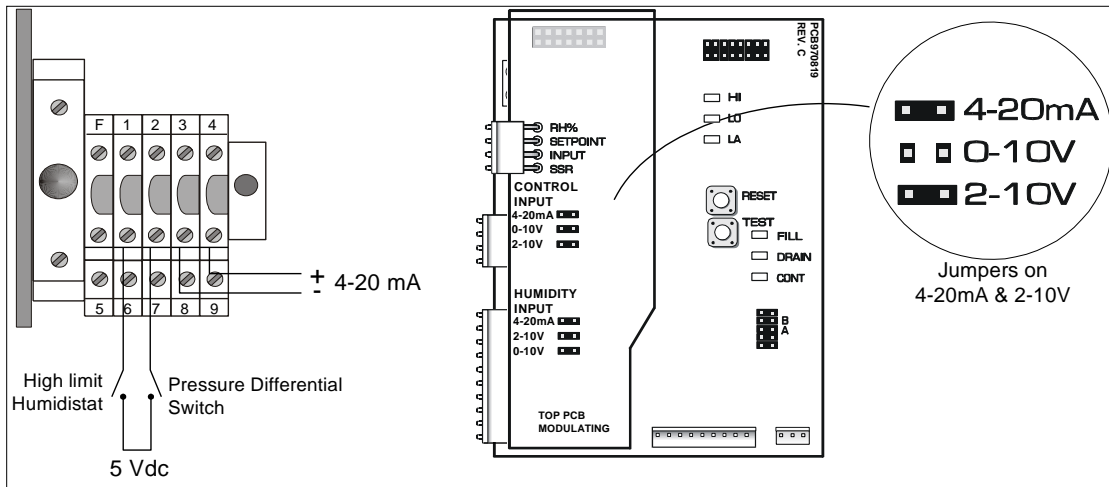 F 1 2 3 4
5 6 7 8 9
+ 4-20 mA
-
High limit
Humidistat
Pressure Differential
Switch
5 Vdc
PCB970819
REV. C
HI
LO
LA
RH%
SETPOINT
INPUT
SSR
CONTROL
INPUT
4-20mA
0-10V
2-10V
RESET
TEST
FILL
DRAIN
CONT
HUMIDITY
INPUT
4-20mA
2-10V
0-10V
B
A
TOP PCB
MODULATING
4-20mA
0-10V
2-10V
Jumpers on
4-20mA & 2-10V